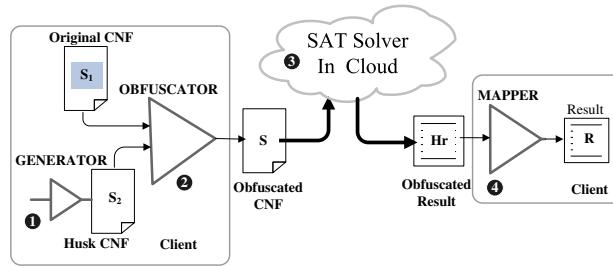 Original CNF
S1
OBFUSCATOR
2
GENERATOR
1
S2
Husk CNF
Client
S
Obfuscated
CNF
SAT Solver
3
In Cloud
Hr
Obfuscated
Result
MAPPER
4
Result
R
Client